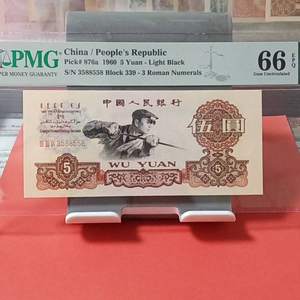 PMG
PAPER MONEY GUARANTY
China / People's Republic
Pick# 876a 1960 5 Yuan - Light Black
S/N 3588558 Block 339 - 3 Roman Numerals
66 EPQ
Gem Uncirculated
中国人民银行
3588558
伍圆
WU YUAN
5
5